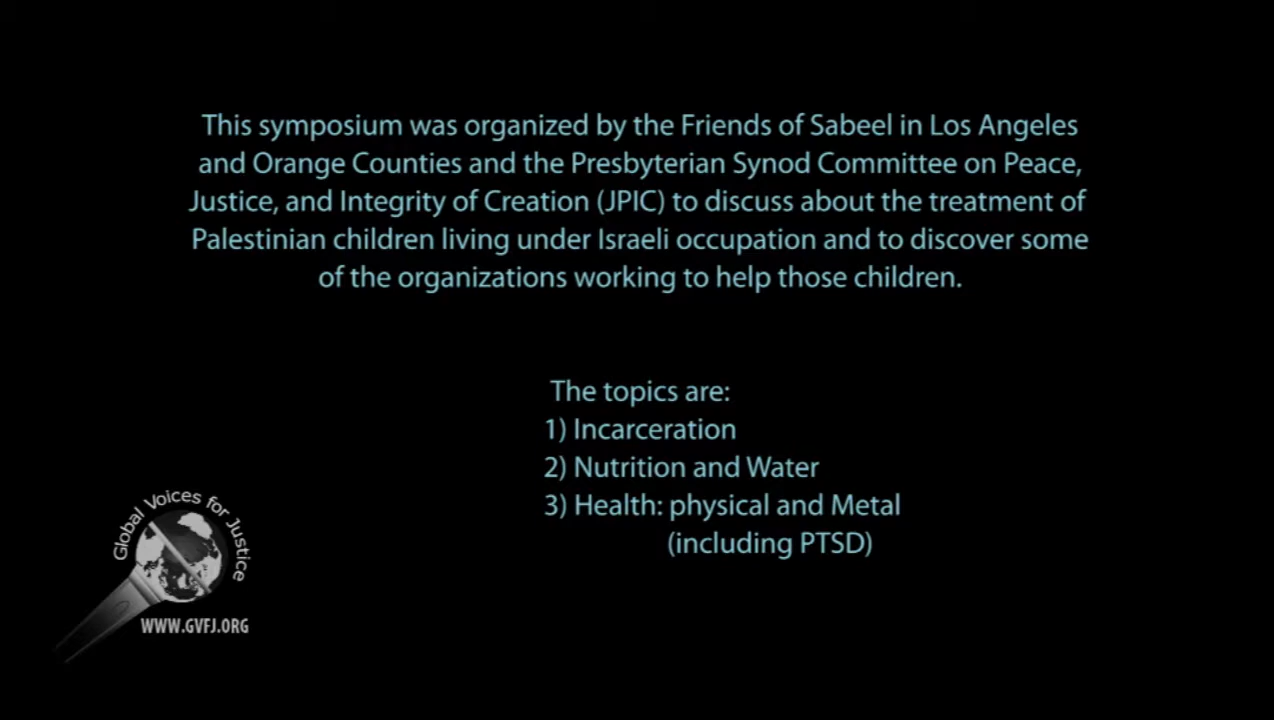 This symposium was organized by the Friends of Sabeel in Los Angeles
and Orange Counties and the Presbyterian Synod Committee on Peace,
Justice, and Integrity of Creation (JPIC) to discuss about the treatment of
Palestinian children living under Israeli occupation and to discover some
of the organizations working to help those children.
The topics are:
1) Incarceration
2) Nutrition and Water
3) Health: physical and Metal
(including PTSD)
Global Voices for Justice
WWW.GVFJ.ORG